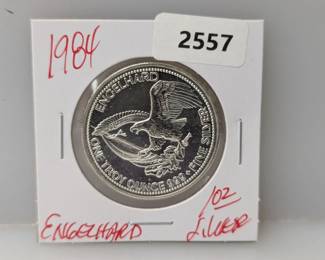 1984
2557
ENGELHARD
ONE TROY OUNCE 999+ FINE SILVER
1oz
ENGELHARD
Silver